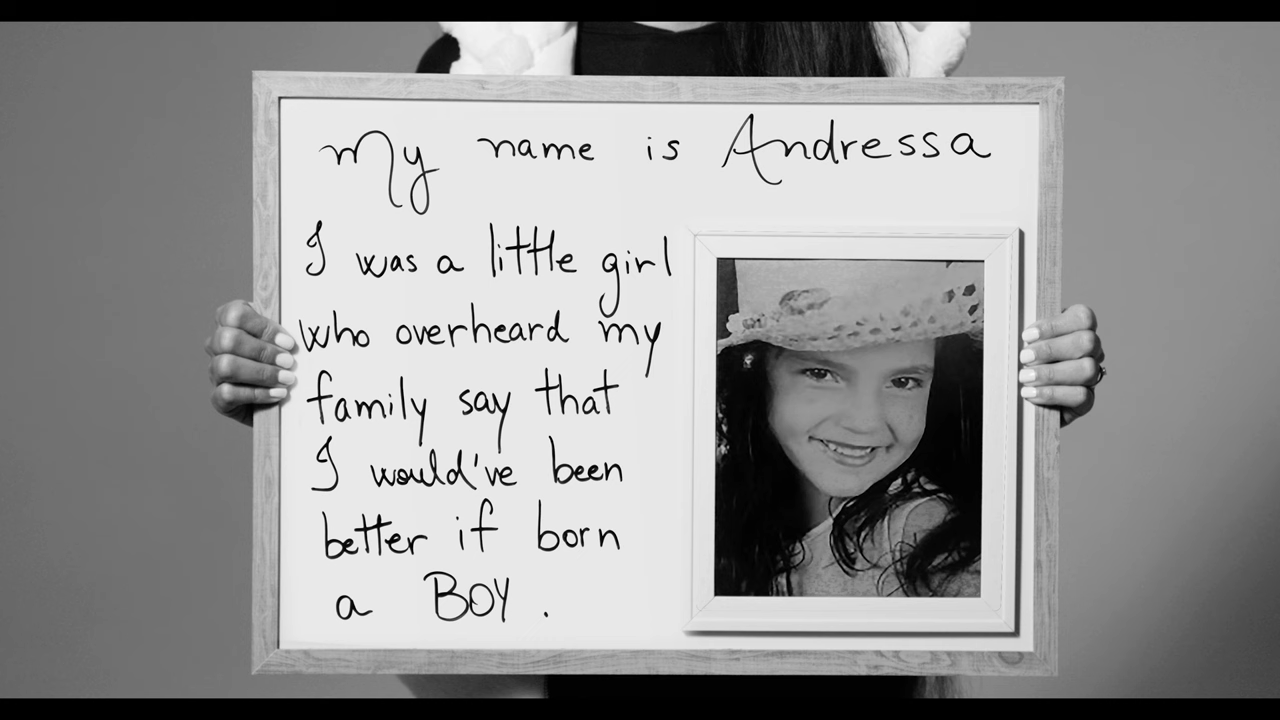 My name is Andressa
I was a little girl
who overheard my
family say that
I would've been
better if born
a BOY.